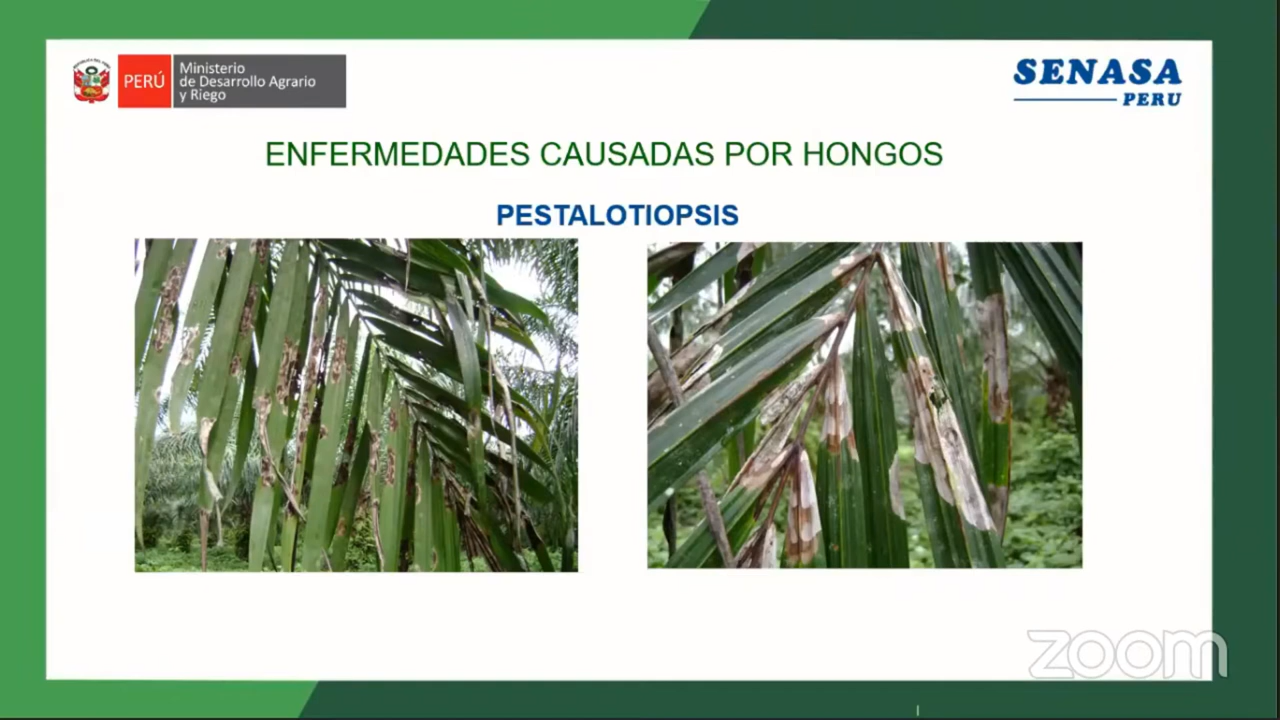 PERÚ
Ministerio
de Desarrollo Agrario
y Riego
SENASA
PERU
ENFERMEDADES CAUSADAS POR HONGOS
PESTALOTIOPSIS
zoom